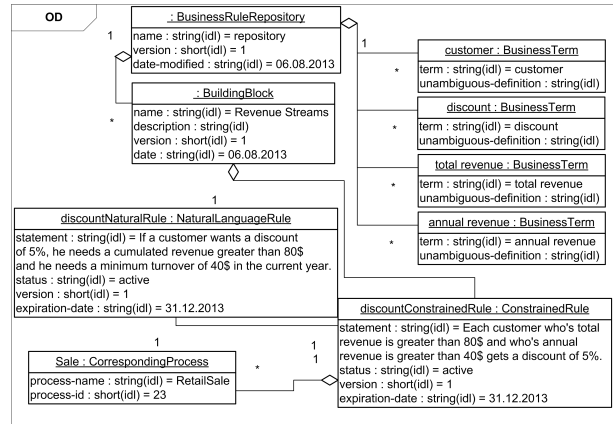 OD
: BusinessRuleRepository
name : string(idl) = repository
version : short(idl) = 1
date-modified : string(idl) = 06.08.2013
1
*
1
: BuildingBlock
name : string(idl) = Revenue Streams
description : string(idl)
version : short(idl) = 1
date : string(idl) = 06.08.2013
customer : BusinessTerm
term : string(idl) = customer
unambiguous-definition : string(idl)
*
discount : BusinessTerm
term : string(idl) = discount
unambiguous-definition : string(idl)
*
total revenue : BusinessTerm
term : string(idl) = total revenue
unambiguous-definition : string(idl)
*
annual revenue : BusinessTerm
term : string(idl) = annual revenue
unambiguous-definition : string(idl)
*
1
discountNaturalRule : NaturalLanguageRule
statement : string(idl) = If a customer wants a discount
of 5%, he needs a cumulated revenue greater than 80$
and he needs a minimum turnover of 40$ in the current year.
status : string(idl) = active
version : short(idl) = 1
expiration-date : string(idl) = 31.12.2013
discountConstrainedRule : ConstrainedRule
statement : string(idl) = Each customer who's total
revenue is greater than 80$ and who's annual
revenue is greater than 40$ gets a discount of 5%.
status : string(idl) = active
version : short(idl) = 1
expiration-date : string(idl) = 31.12.2013
1
1
1
*
Sale : CorrespondingProcess
process-name : string(idl) = RetailSale
process-id : short(idl) = 23